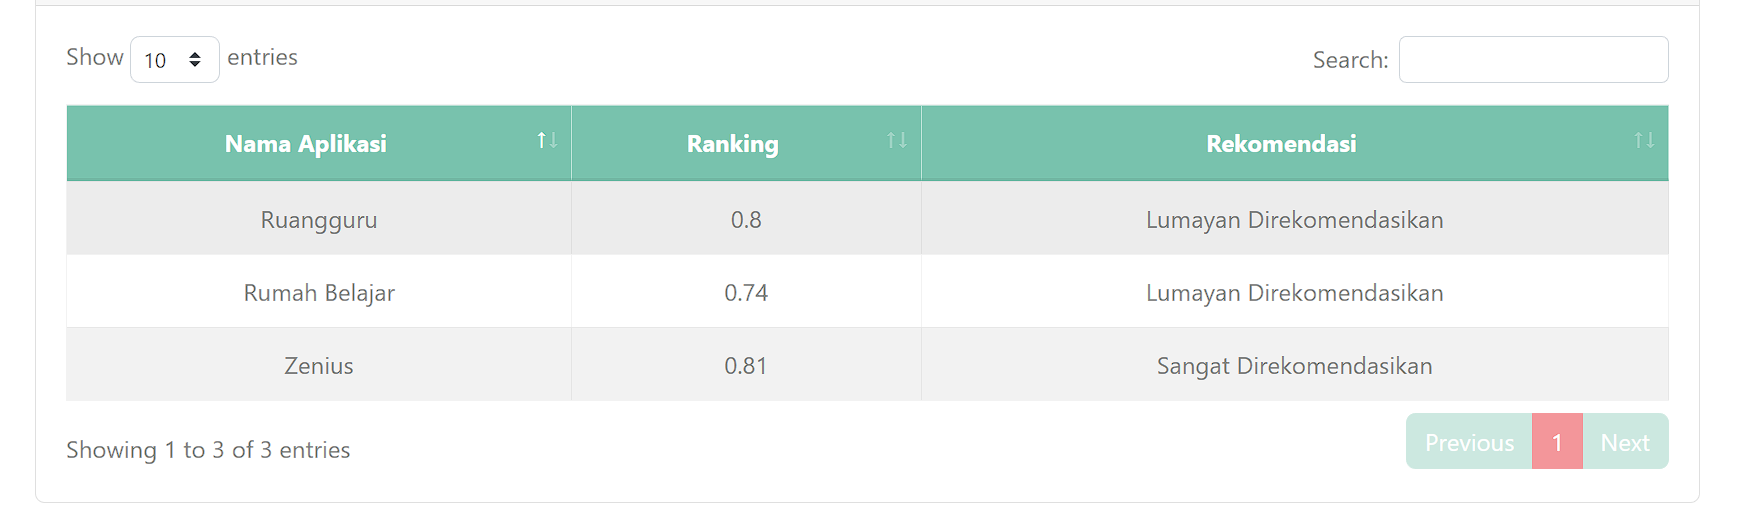 Show 10 entries Search:
Nama Aplikasi Ranking Rekomendasi
Ruangguru 0.8 Lumayan Direkomendasikan
Rumah Belajar 0.74 Lumayan Direkomendasikan
Zenius 0.81 Sangat Direkomendasikan
Showing 1 to 3 of 3 entries Previous 1 Next